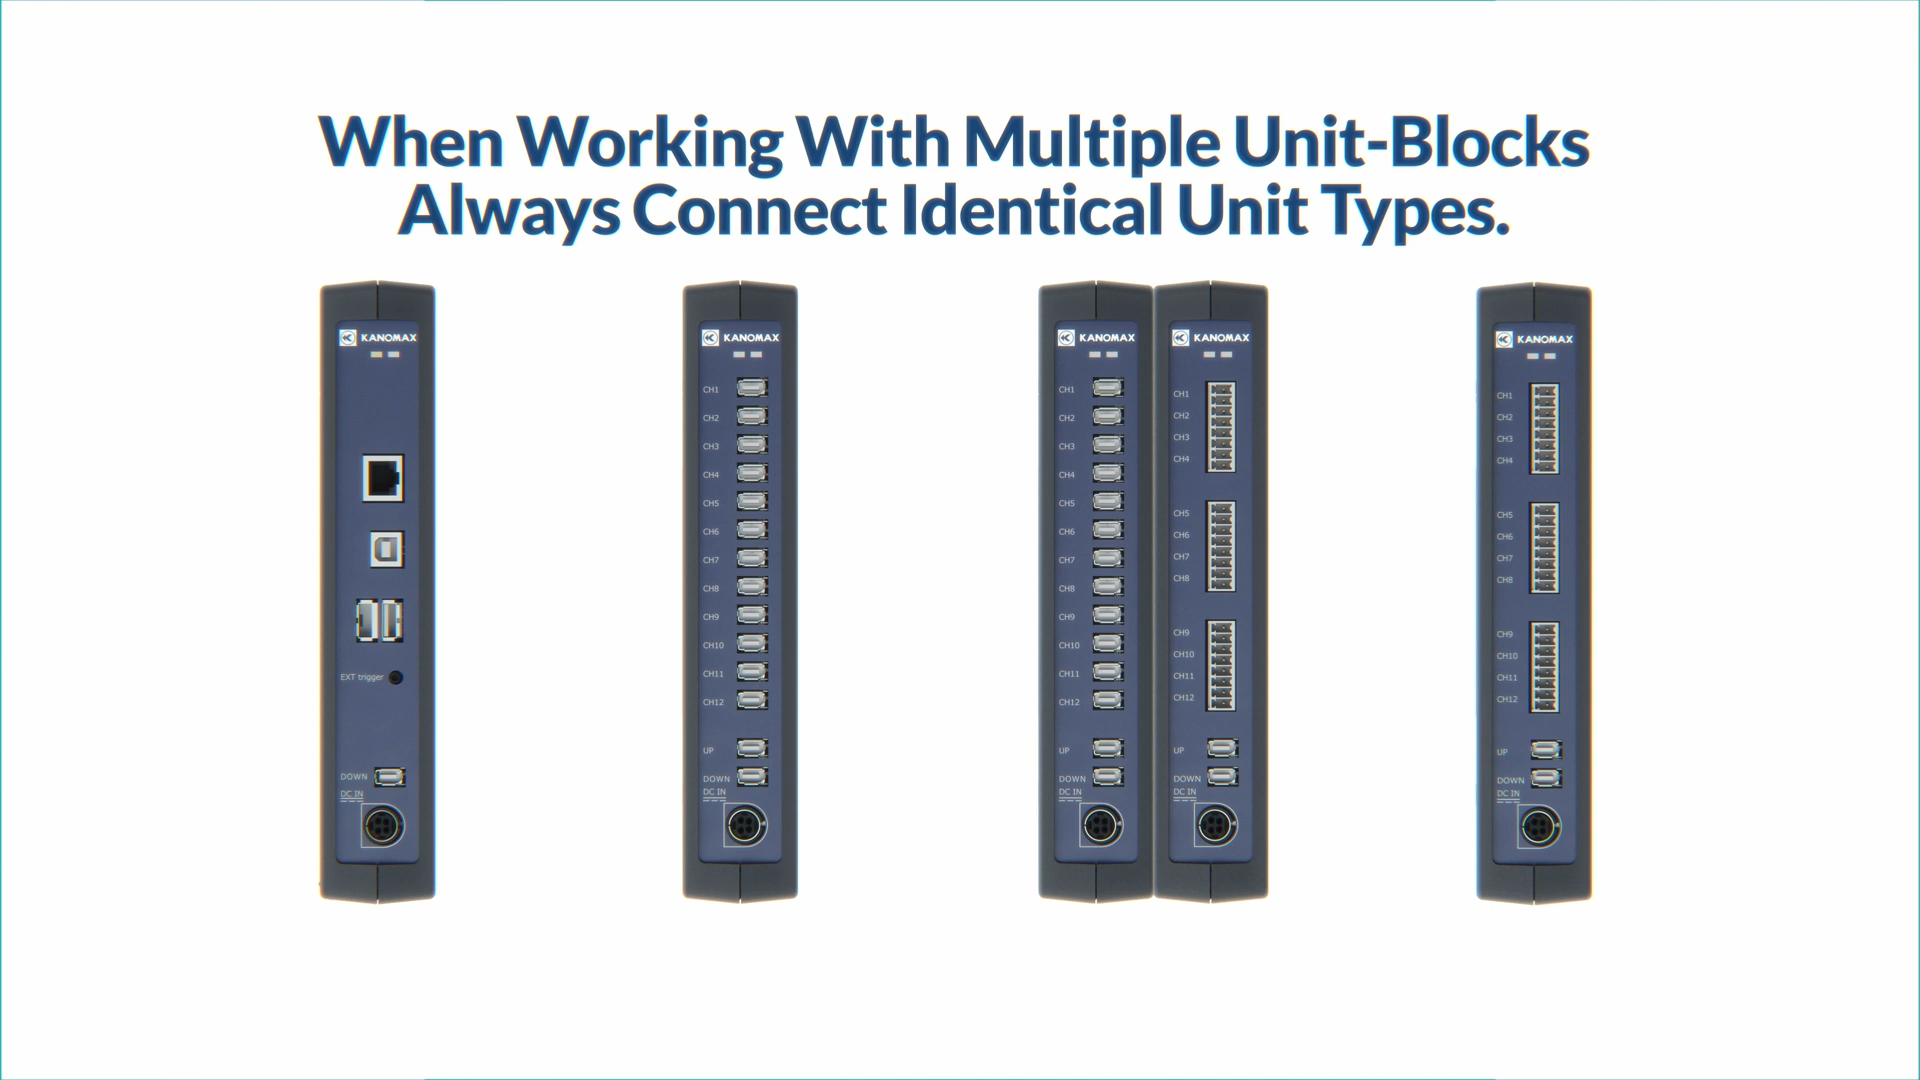 When Working With Multiple Unit-Blocks
Always Connect Identical Unit Types.
KANOMAX
EXT trigger
DOWN
DC IN
KANOMAX
CH1
CH2
CH3
CH4
CH5
CH6
CH7
CH8
CH9
CH10
CH11
CH12
UP
DOWN
DC IN
KANOMAX
CH1
CH2
CH3
CH4
CH5
CH6
CH7
CH8
CH9
CH10
CH11
CH12
UP
DOWN
DC IN
KANOMAX
CH1
CH2
CH3
CH4
CH5
CH6
CH7
CH8
CH9
CH10
CH11
CH12
UP
DOWN
DC IN
KANOMAX
CH1
CH2
CH3
CH4
CH5
CH6
CH7
CH8
CH9
CH10
CH11
CH12
UP
DOWN
DC IN